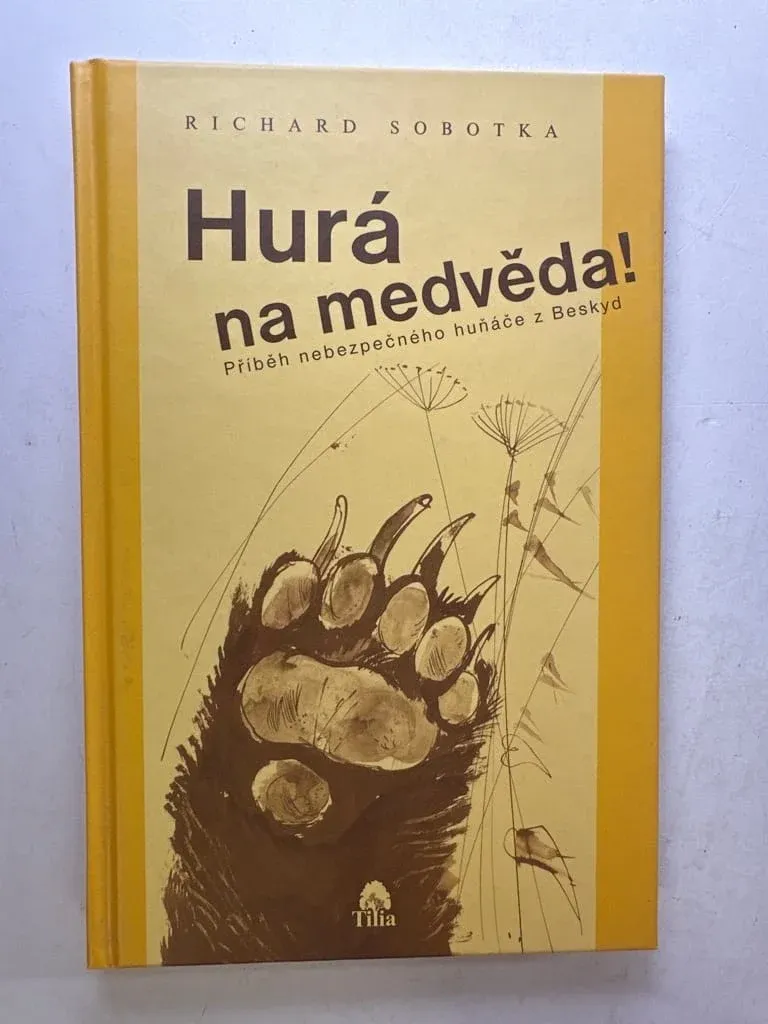 RICHARD SOBOTKA
Hurá
na medvěda!
Příběh nebezpečného huňáče z Beskyd
Tilia